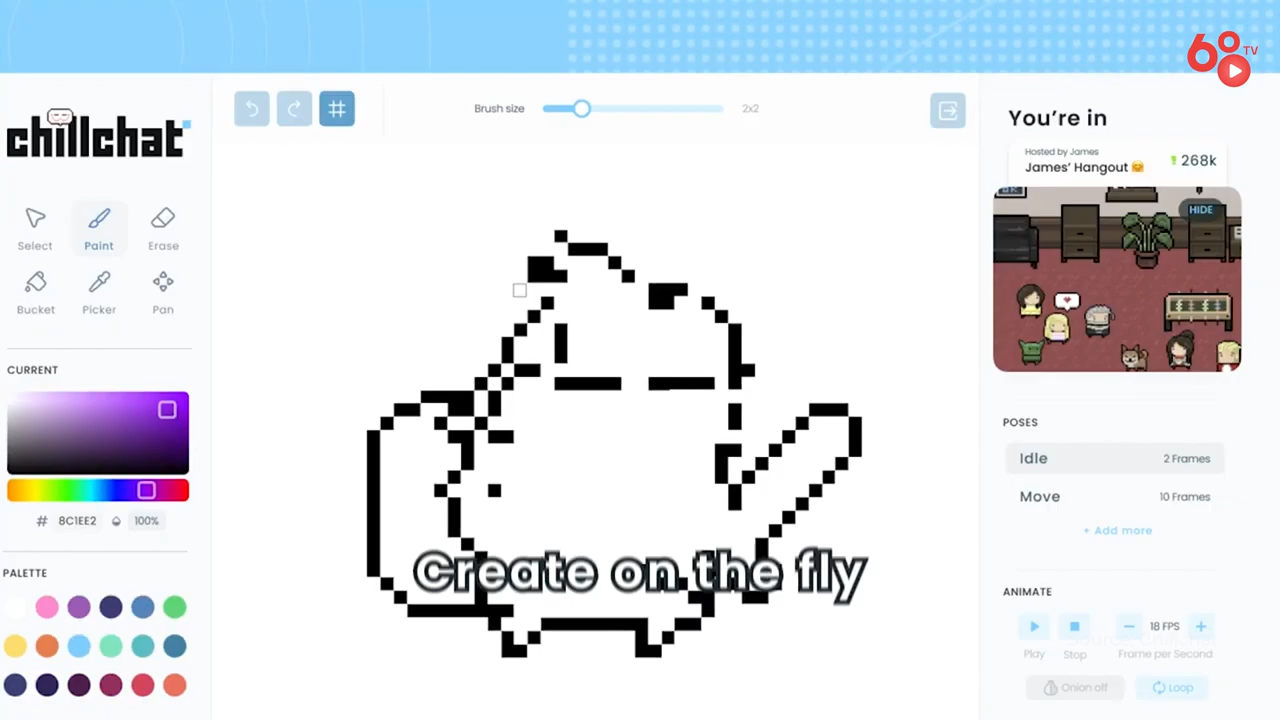 68
TV
chillchat
Brush size
2x2
Select
Paint
Erase
Bucket
Picker
Pan
CURRENT
# 8C1EE2
100%
PALETTE
You're in
Hosted by James
James' Hangout
268k
HIDE
POSES
Idle
2 Frames
Move
10 Frames
+ Add more
ANIMATE
18 FPS
Play
Stop
Frame per Second
Onion off
Loop
Create on the fly